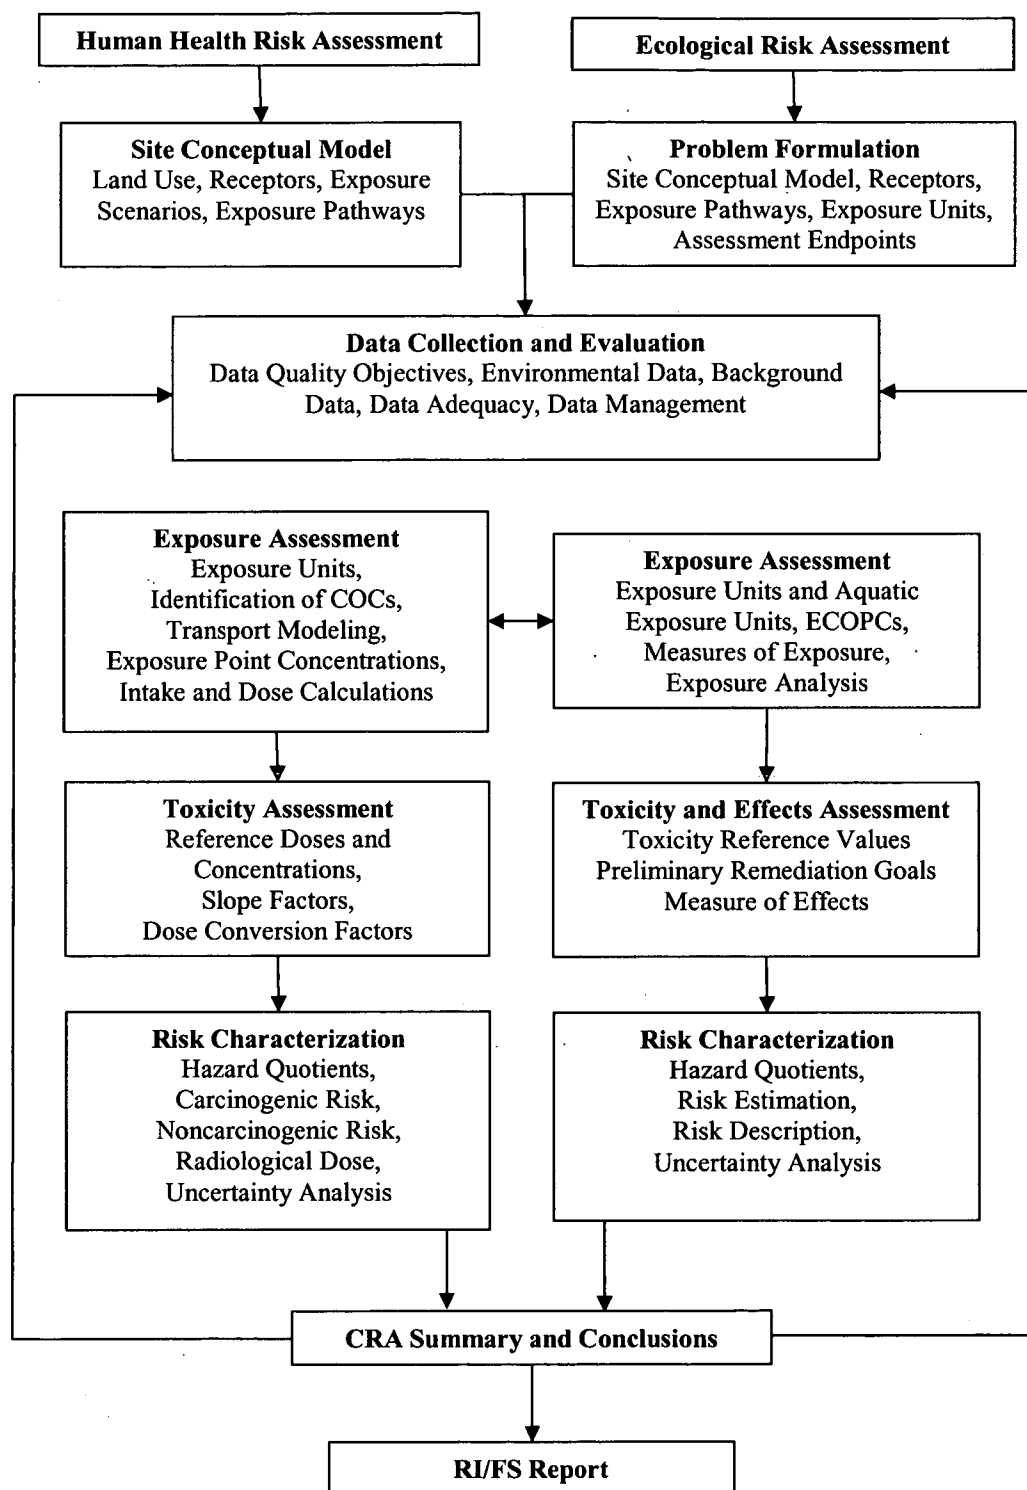 Human Health Risk Assessment
Ecological Risk Assessment
Site Conceptual Model
Land Use, Receptors, Exposure
Scenarios, Exposure Pathways
Problem Formulation
Site Conceptual Model, Receptors,
Exposure Pathways, Exposure Units,
Assessment Endpoints
Data Collection and Evaluation
Data Quality Objectives, Environmental Data, Background
Data, Data Adequacy, Data Management
Exposure Assessment
Exposure Units,
Identification of COCs,
Transport Modeling,
Exposure Point Concentrations,
Intake and Dose Calculations
Exposure Assessment
Exposure Units and Aquatic
Exposure Units, ECOPCs,
Measures of Exposure,
Exposure Analysis
Toxicity Assessment
Reference Doses and
Concentrations,
Slope Factors,
Dose Conversion Factors
Toxicity and Effects Assessment
Toxicity Reference Values
Preliminary Remediation Goals
Measure of Effects
Risk Characterization
Hazard Quotients,
Carcinogenic Risk,
Noncarcinogenic Risk,
Radiological Dose,
Uncertainty Analysis
Risk Characterization
Hazard Quotients,
Risk Estimation,
Risk Description,
Uncertainty Analysis
CRA Summary and Conclusions
RI/FS Report